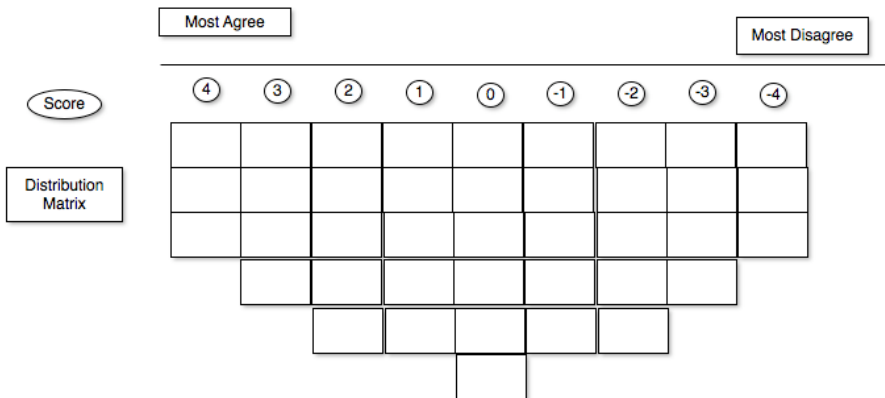 Most Agree
Most Disagree
Score
4 3 2 1 0 -1 -2 -3 -4
Distribution
Matrix